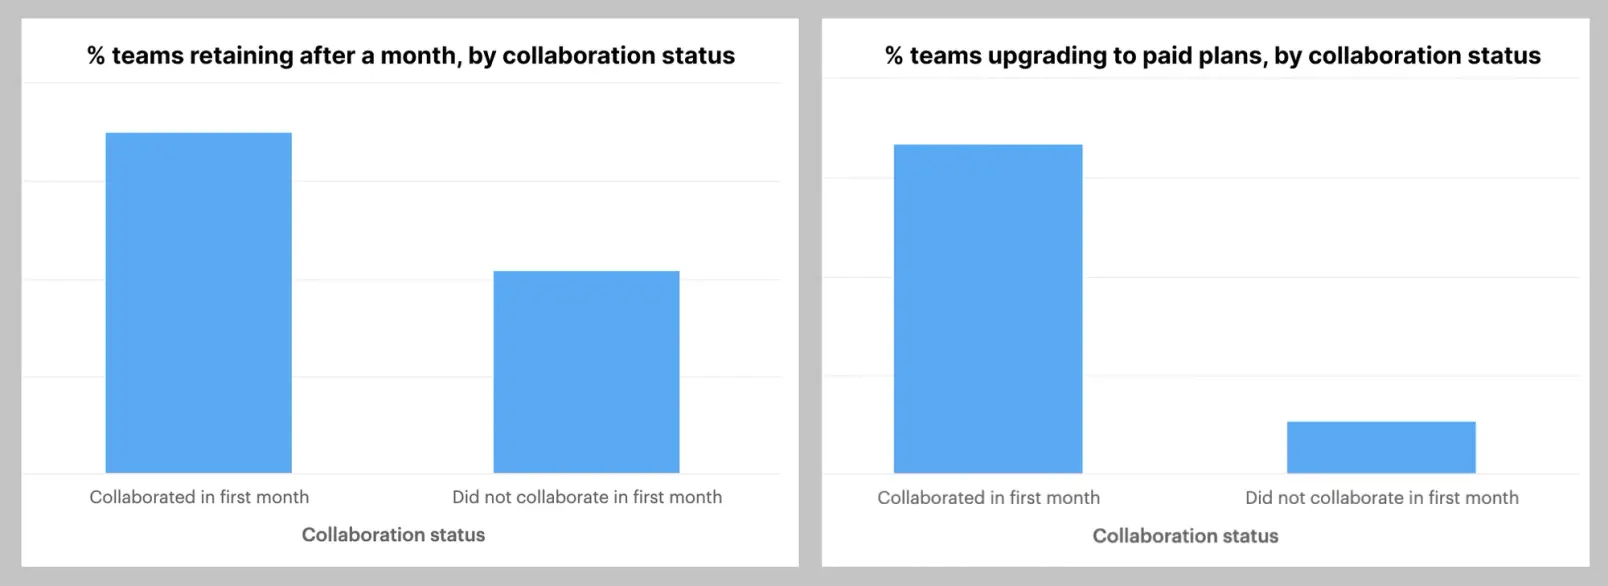 % teams retaining after a month, by collaboration status
Collaborated in first month
Did not collaborate in first month
Collaboration status
% teams upgrading to paid plans, by collaboration status
Collaborated in first month
Did not collaborate in first month
Collaboration status